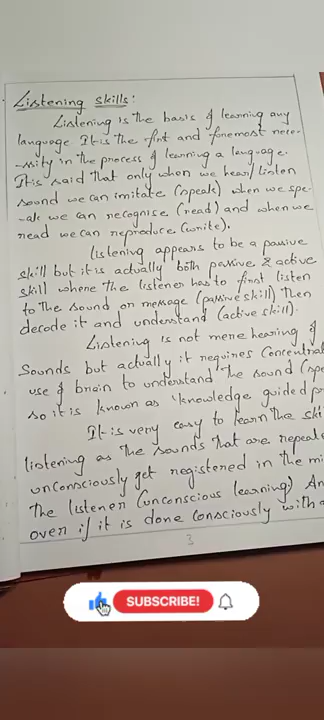 Listening skills:
Listening is the basis of learning any
language It is the first and foremost nece-
-ssity in the process of learning a language.
It is said that only when we hear/Listen
sound we can imitate (speak) when we spe-
-ak we can recognise (read) and when we
read we can reproduce (write).
Listening appears to be a passive
skill but it is actually both passive & active
skill where the listener has to first listen
to the sound or message (passive skill) Then
decode it and understand (active skill).
Listening is not mere hearing of
Sounds but actually it requires Concentrat
use of brain to understand the sound (spe
so it is known as 'knowledge guided pr
It is very easy to learn the ski
listening as the sounds that are repeate
unconsciously get registered in the mi
The listener (unconscious learning) An
over if it is done consciously with a
3
SUBSCRIBE!